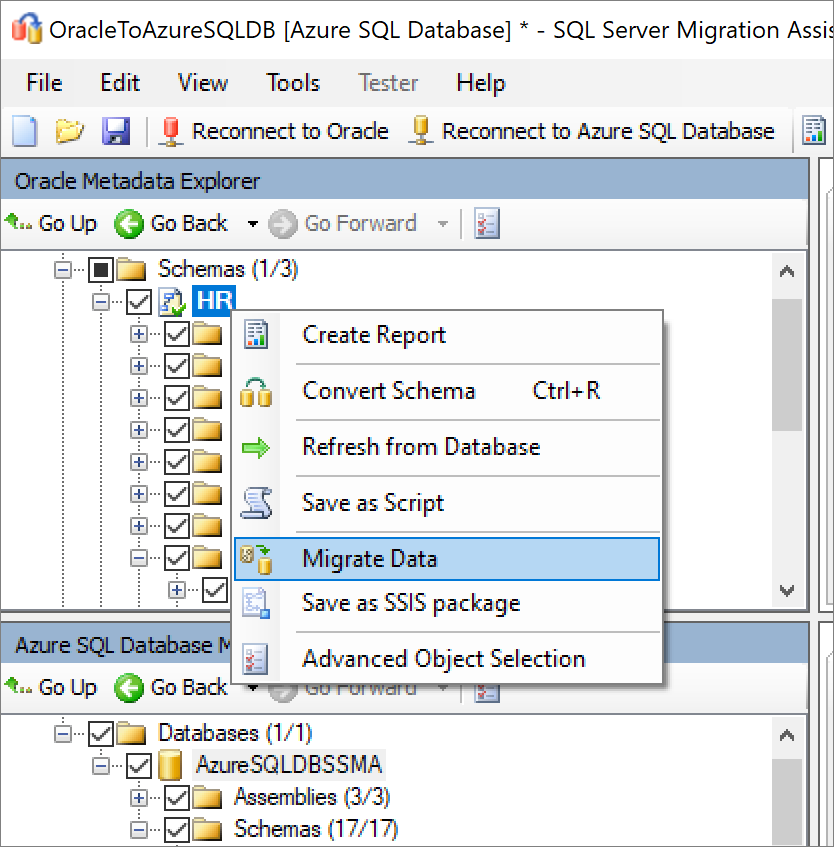 OracleToAzureSQLDB [Azure SQL Database] * - SQL Server Migration Assis
File Edit View Tools Tester Help
Reconnect to Oracle Reconnect to Azure SQL Database
Oracle Metadata Explorer
Go Up Go Back Go Forward
Schemas (1/3)
HR
Create Report
Convert Schema Ctrl+R
Refresh from Database
Save as Script
Migrate Data
Save as SSIS package
Advanced Object Selection
Azure SQL Database M
Go Up Go Back Go Forward
Databases (1/1)
AzureSQLDBSSMA
Assemblies (3/3)
Schemas (17/17)